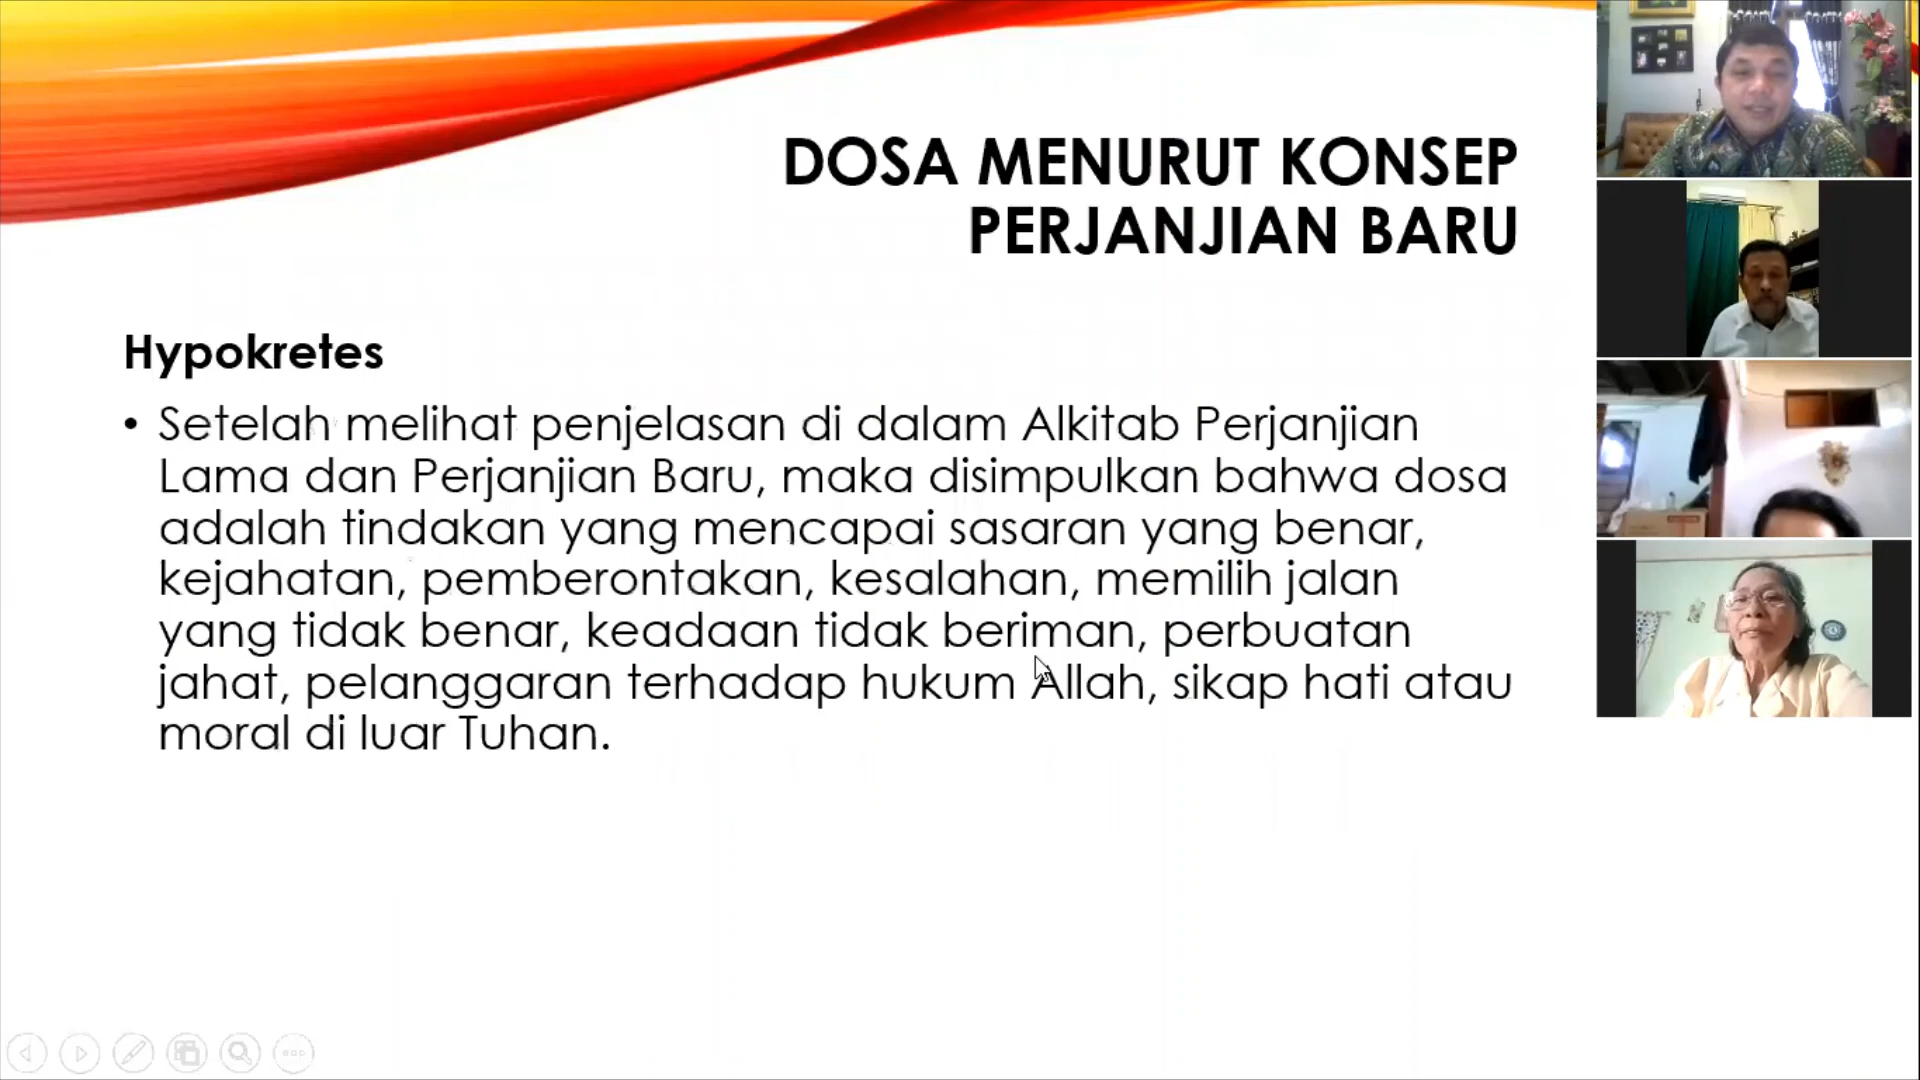 DOSA MENURUT KONSEP
PERJANJIAN BARU
Hypokretes
• Setelah melihat penjelasan di dalam Alkitab Perjanjian
Lama dan Perjanjian Baru, maka disimpulkan bahwa dosa
adalah tindakan yang mencapai sasaran yang benar,
kejahatan, pemberontakan, kesalahan, memilih jalan
yang tidak benar, keadaan tidak beriman, perbuatan
jahat, pelanggaran terhadap hukum Allah, sikap hati atau
moral di luar Tuhan.